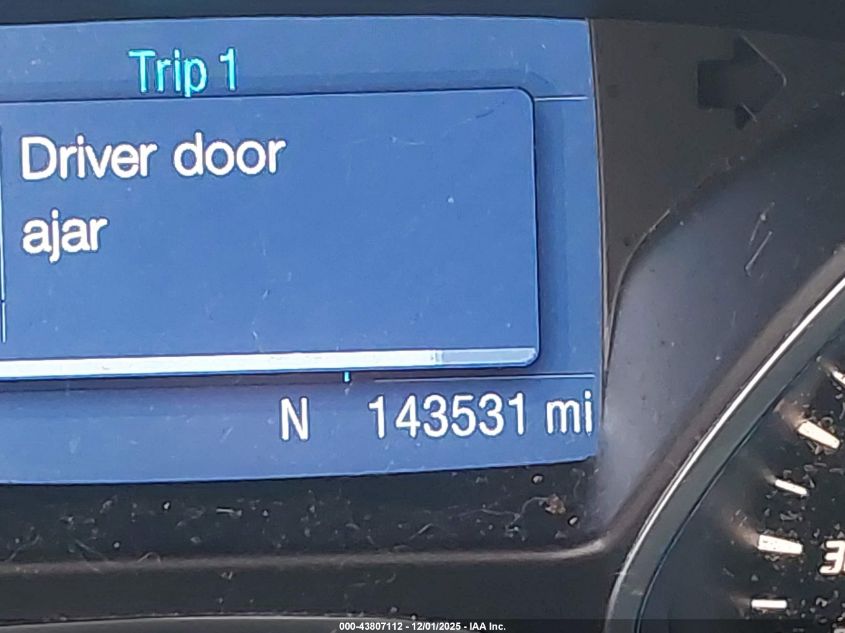 Trip 1
Driver door
ajar
N 143531 mi
000-43807112 - 12/01/2025 - IAA Inc.